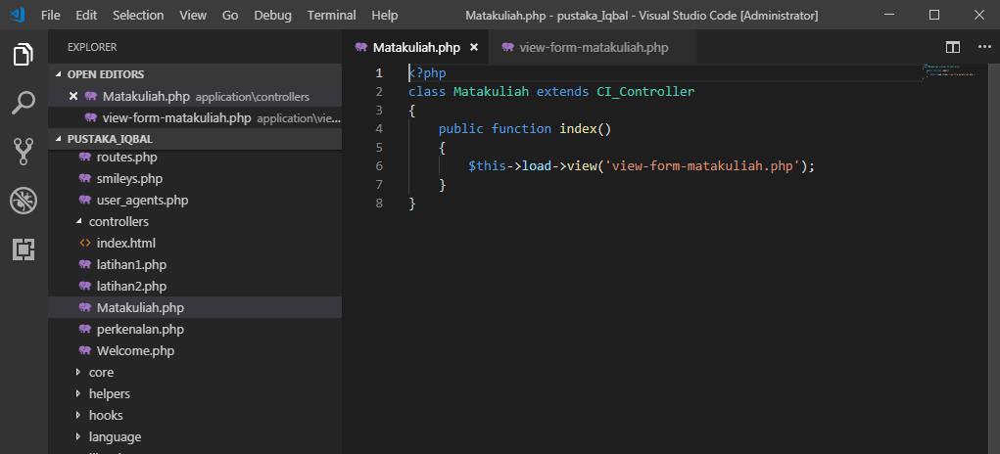 File Edit Selection View Go Debug Terminal Help Matakuliah.php - pustaka_Iqbal - Visual Studio Code [Administrator]
EXPLORER
OPEN EDITORS
Matakuliah.php application\controllers
view-form-matakuliah.php application\vie...
PUSTAKA_IQBAL
routes.php
smileys.php
user_agents.php
controllers
index.html
latihan1.php
latihan2.php
Matakuliah.php
perkenalan.php
Welcome.php
core
helpers
hooks
language
Matakuliah.php view-form-matakuliah.php
1 <?php
2 class Matakuliah extends CI_Controller
3 {
4 public function index()
5 {
6 $this->load->view('view-form-matakuliah.php');
7 }
8 }